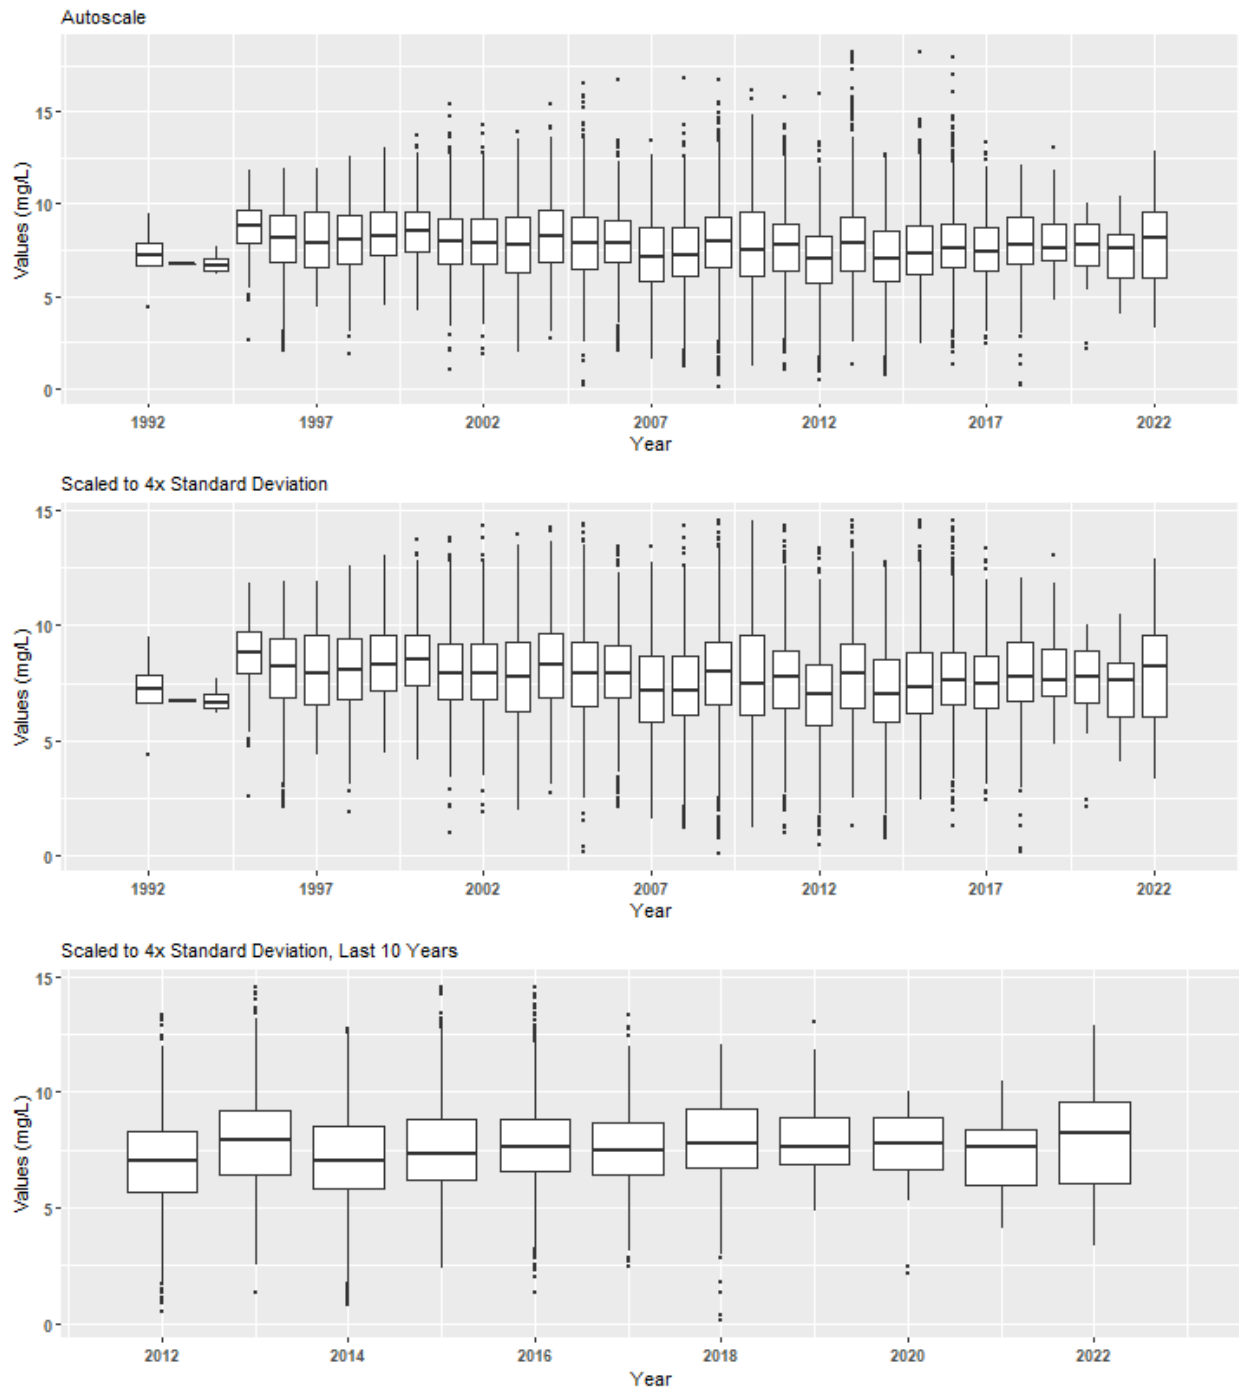 Autoscale
15
10
5
0
Values (mg/L)
1992 1997 2002 2007 2012 2017 2022
Year
Scaled to 4x Standard Deviation
15
10
5
0
Values (mg/L)
1992 1997 2002 2007 2012 2017 2022
Year
Scaled to 4x Standard Deviation, Last 10 Years
15
10
5
0
Values (mg/L)
2012 2014 2016 2018 2020 2022
Year